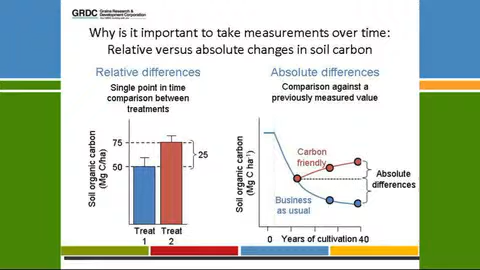 GRDC
Grains Research &
Development Corporation
Why is it important to take measurements over time:
Relative versus absolute changes in soil carbon
Relative differences
Single point in time
comparison between
treatments
Soil organic carbon
(Mg C/ha)
75
50
25
Treat
1
Treat
2
Absolute differences
Comparison against a
previously measured value
Soil organic carbon
(Mg C ha⁻¹)
Carbon
friendly
Business
as usual
Absolute
differences
0 Years of cultivation 40